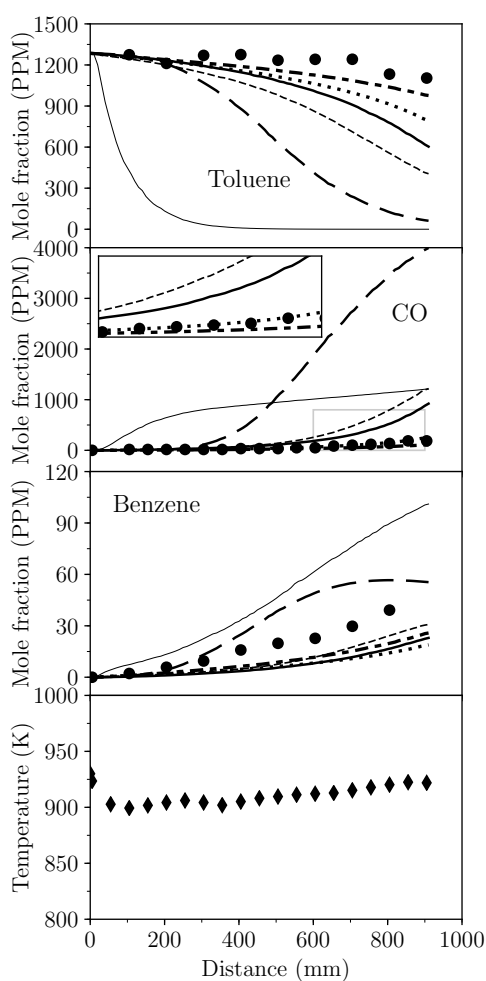 1500
1200
900
600
300
0
Mole fraction (PPM)
Toluene
4000
3000
2000
1000
0
Mole fraction (PPM)
CO
120
90
60
30
0
Mole fraction (PPM)
Benzene
1000
950
900
850
800
Temperature (K)
0 200 400 600 800 1000
Distance (mm)